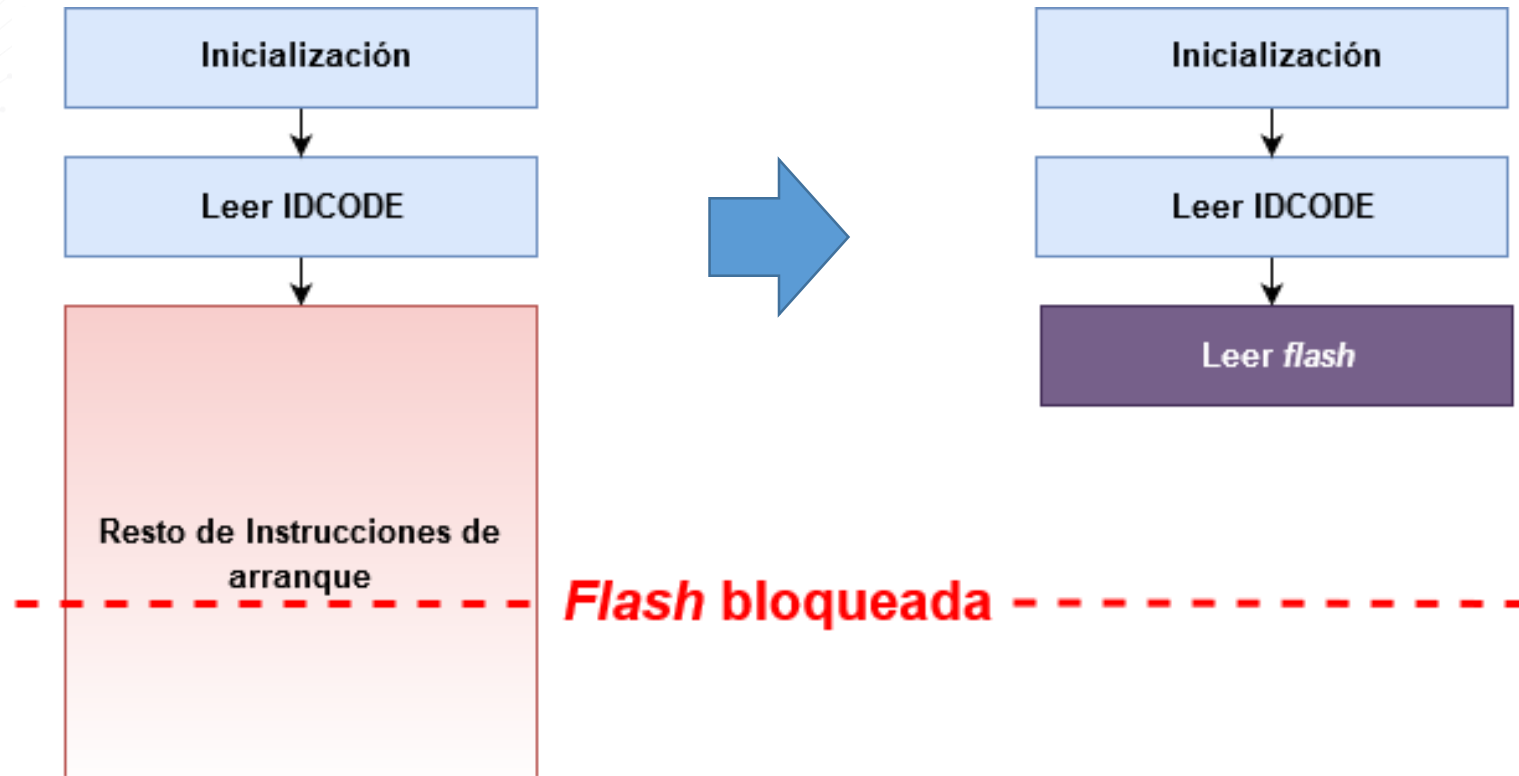 Inicialización
Leer IDCODE
Resto de Instrucciones de
arranque
Inicialización
Leer IDCODE
Leer flash
Flash bloqueada